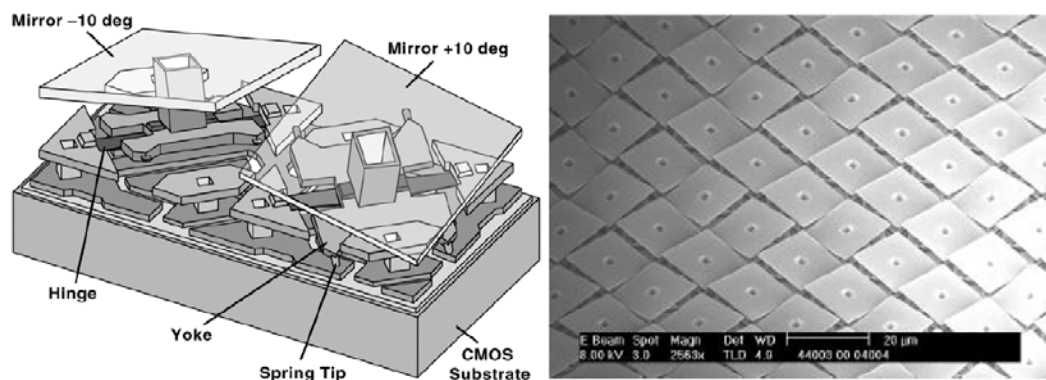 Mirror −10 deg
Mirror +10 deg
Hinge
Yoke
Spring Tip
CMOS
Substrate
E Beam Spot Magn Det WD 20 µm
8.00 kV 3.0 2563x TLD 4.9 44003 00 04004